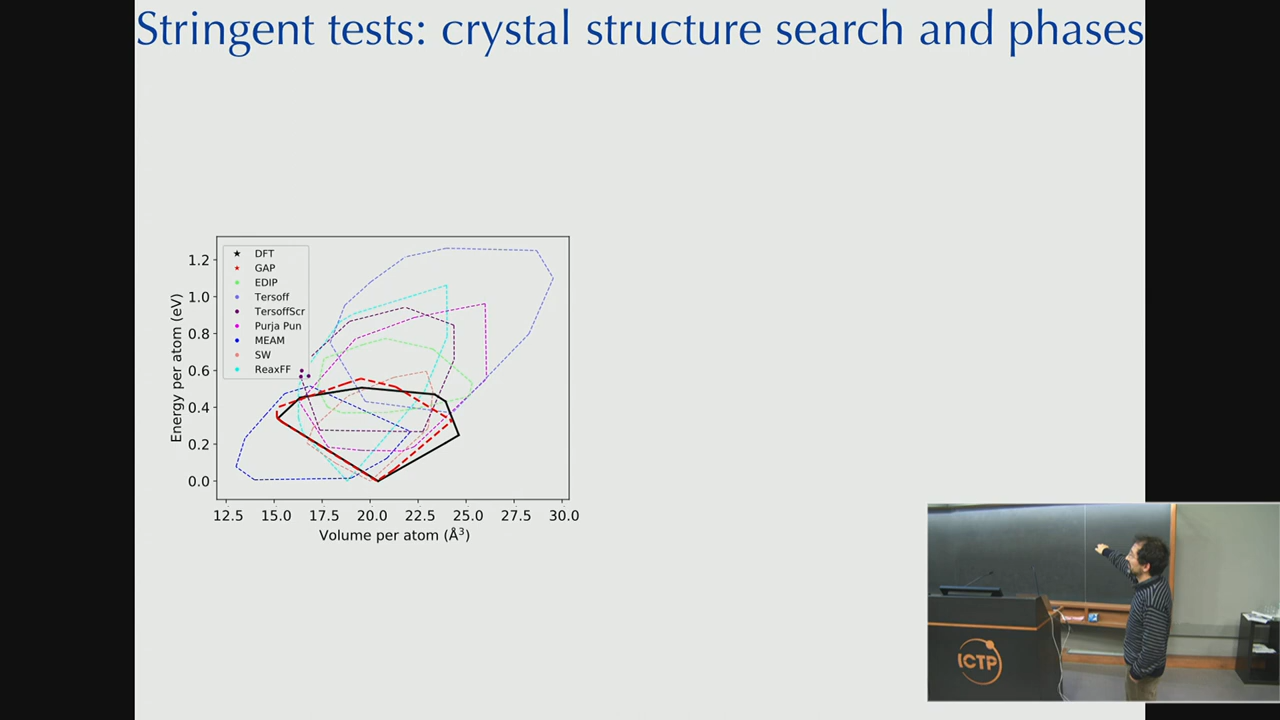 Stringent tests: crystal structure search and phases
DFT
GAP
EDIP
Tersoff
TersoffScr
Purja Pun
MEAM
SW
ReaxFF
Energy per atom (eV)
1.2
1.0
0.8
0.6
0.4
0.2
0.0
12.5 15.0 17.5 20.0 22.5 25.0 27.5 30.0
Volume per atom (Å³)
ICTP